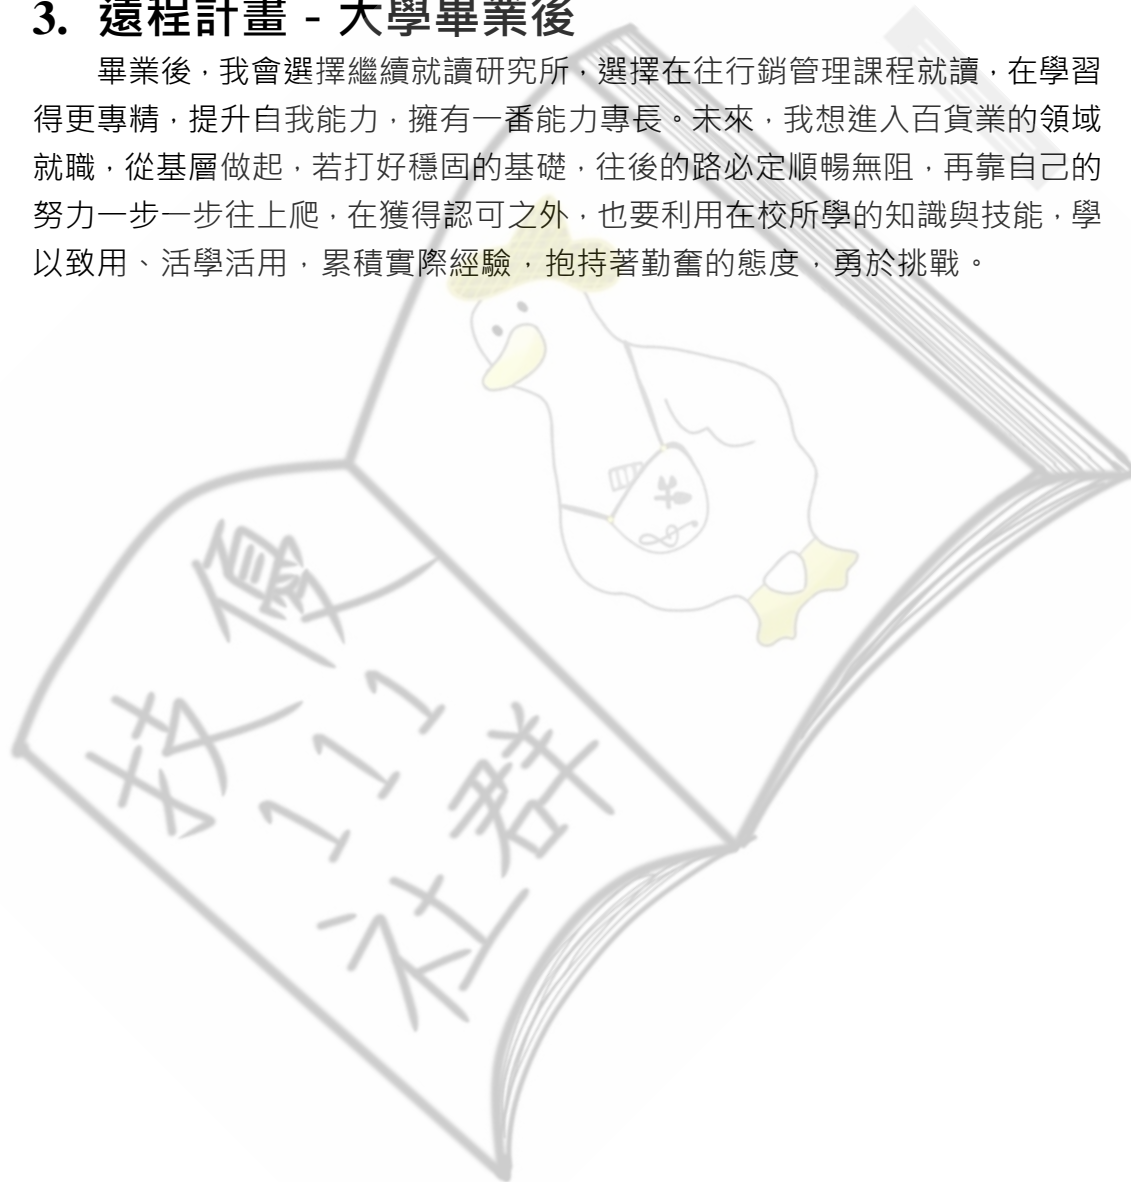 3. 遠程計畫 - 大學畢業後
畢業後，我會選擇繼續就讀研究所，選擇在往行銷管理課程就讀，在學習
得更專精，提升自我能力，擁有一番能力專長。未來，我想進入百貨業的領域
就職，從基層做起，若打好穩固的基礎，往後的路必定順暢無阻，再靠自己的
努力一步一步往上爬，在獲得認可之外，也要利用在校所學的知識與技能，學
以致用、活學活用，累積實際經驗，抱持著勤奮的態度，勇於挑戰。
技優
111
社群